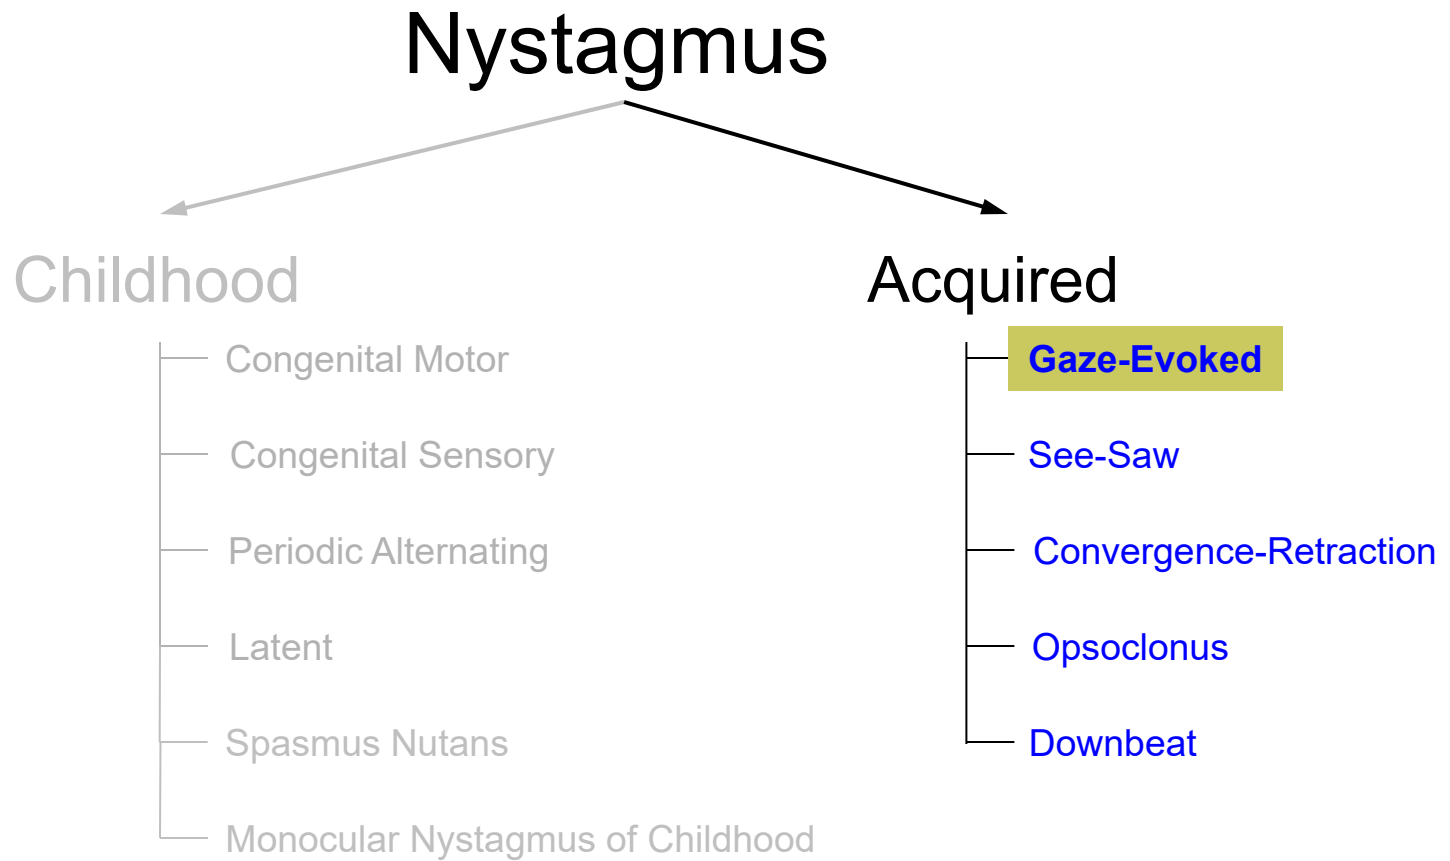 Nystagmus
Childhood
Congenital Motor
Congenital Sensory
Periodic Alternating
Latent
Spasmus Nutans
Monocular Nystagmus of Childhood
Acquired
Gaze-Evoked
See-Saw
Convergence-Retraction
Opsoclonus
Downbeat